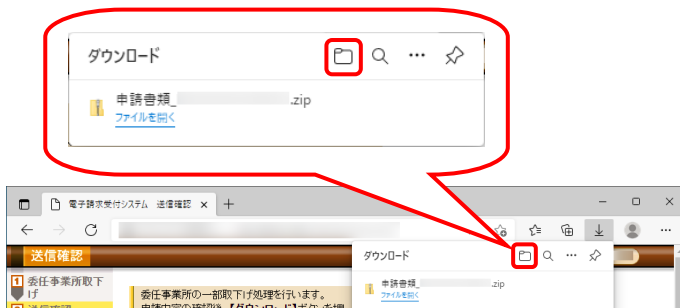 ダウンロード
申請書類_ .zip
ファイルを開く
電子請求受付システム 送信確認
ダウンロード
申請書類_ .zip
ファイルを開く
送信確認
1 委任事業所取下げ
委任事業所の一部取下げ処理を行います。